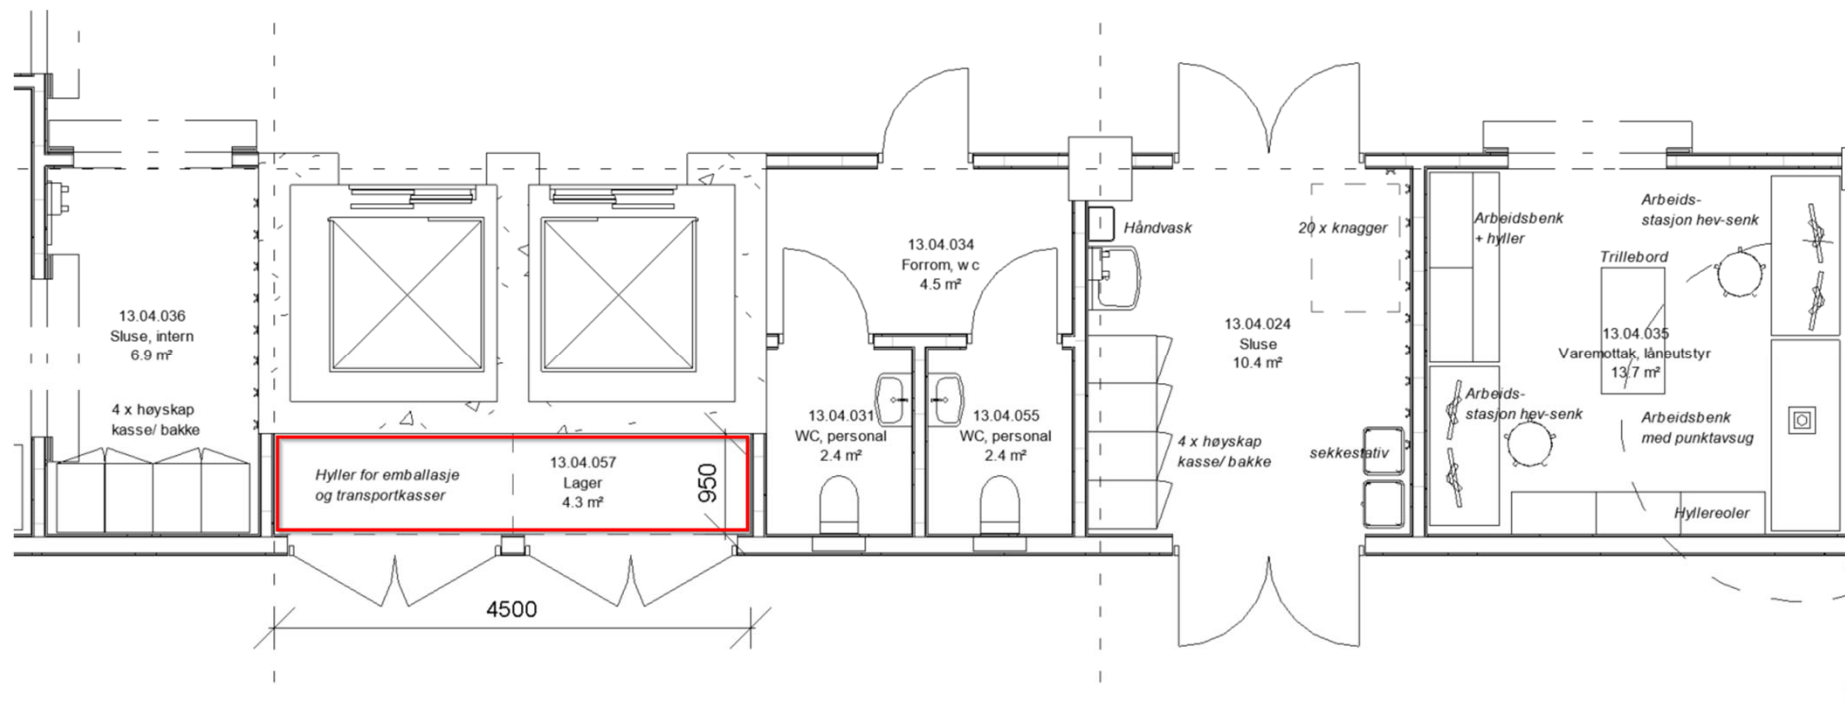 13.04.036
Sluse, intern
6.9 m²
4 x høyskap
kasse/ bakke
Hyller for emballasje
og transportkasser
13.04.057
Lager
4.3 m²
950
4500
13.04.034
Forrom, wc
4.5 m²
13.04.031
WC, personal
2.4 m²
13.04.055
WC, personal
2.4 m²
Håndvask
20 x knagger
13.04.024
Sluse
10.4 m²
4 x høyskap
kasse/ bakke
sekkestativ
Arbeidsbenk
+ hyller
Arbeids-
stasjon hev-senk
Trillebord
13.04.035
Varemottak, låneutstyr
13.7 m²
Arbeids-
stasjon hev-senk
Arbeidsbenk
med punktavsug
Hyllereoler